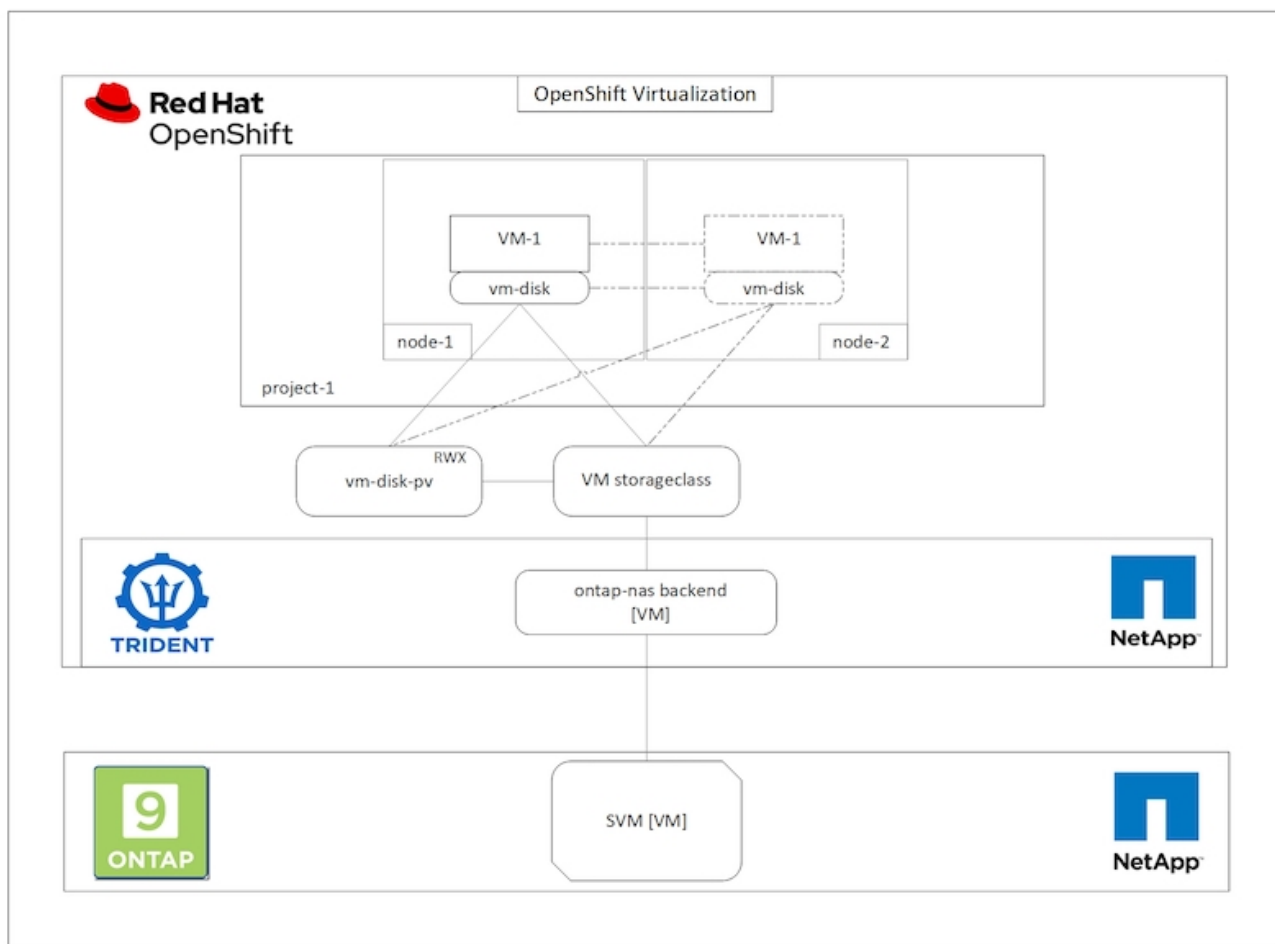 OpenShift Virtualization
Red Hat
OpenShift
VM-1
VM-1
vm-disk
vm-disk
node-1
node-2
project-1
RWX
vm-disk-pv
VM storageclass
ontap-nas backend
[VM]
TRIDENT
NetApp
9
ONTAP
SVM [VM]
NetApp